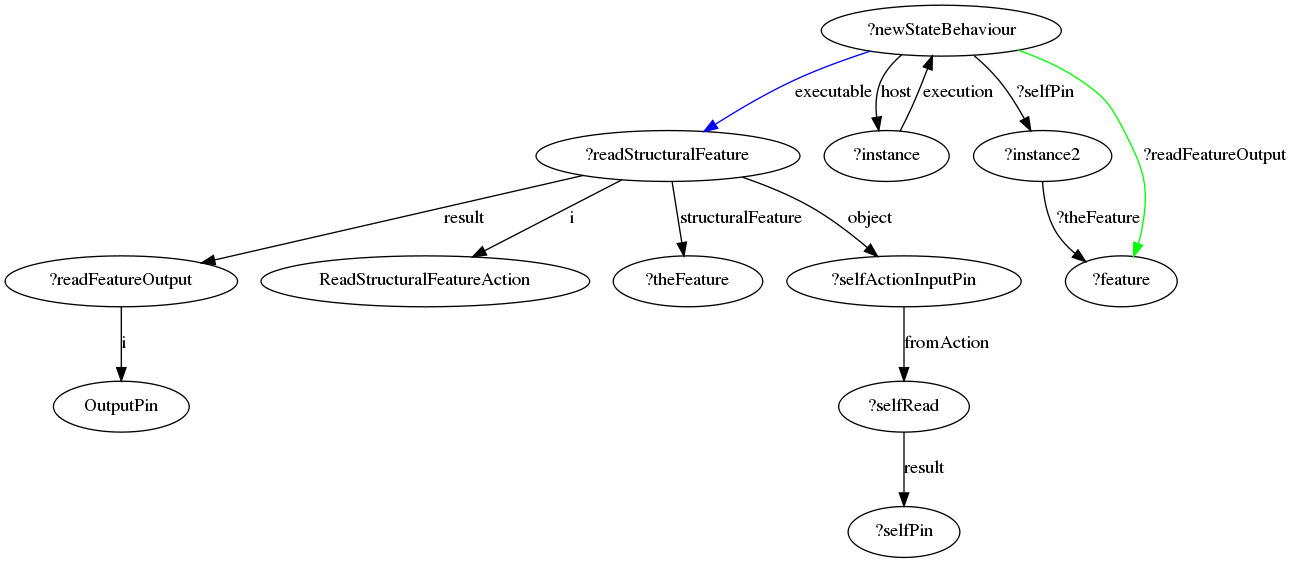 ?newStateBehaviour
executable
host
execution
?selfPin
?readFeatureOutput
?readStructuralFeature
?instance
?instance2
result
i
structuralFeature
object
?theFeature
?readFeatureOutput
ReadStructuralFeatureAction
?theFeature
?selfActionInputPin
?feature
i
fromAction
OutputPin
?selfRead
result
?selfPin